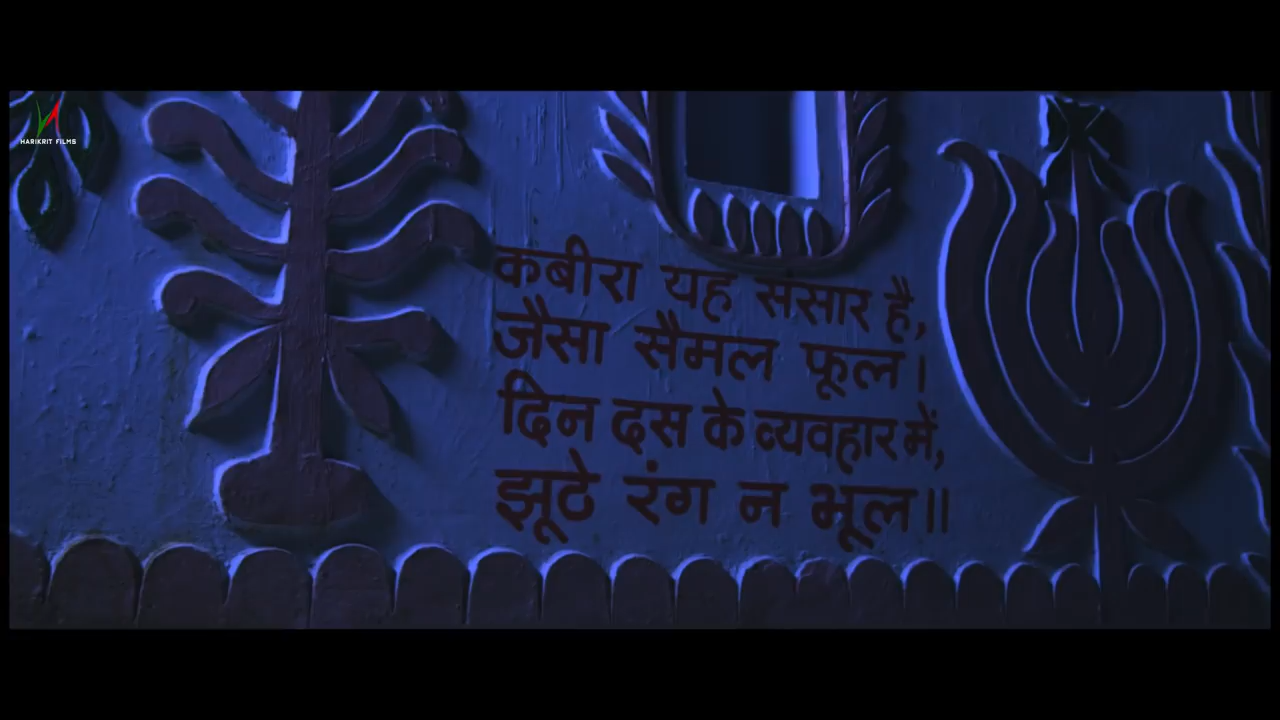 HARIKRIT FILMS
कबीरा यह संसार है,
जैसा सैमल फूल।
दिन दस के व्यवहार में,
झूठे रंग न भूल॥